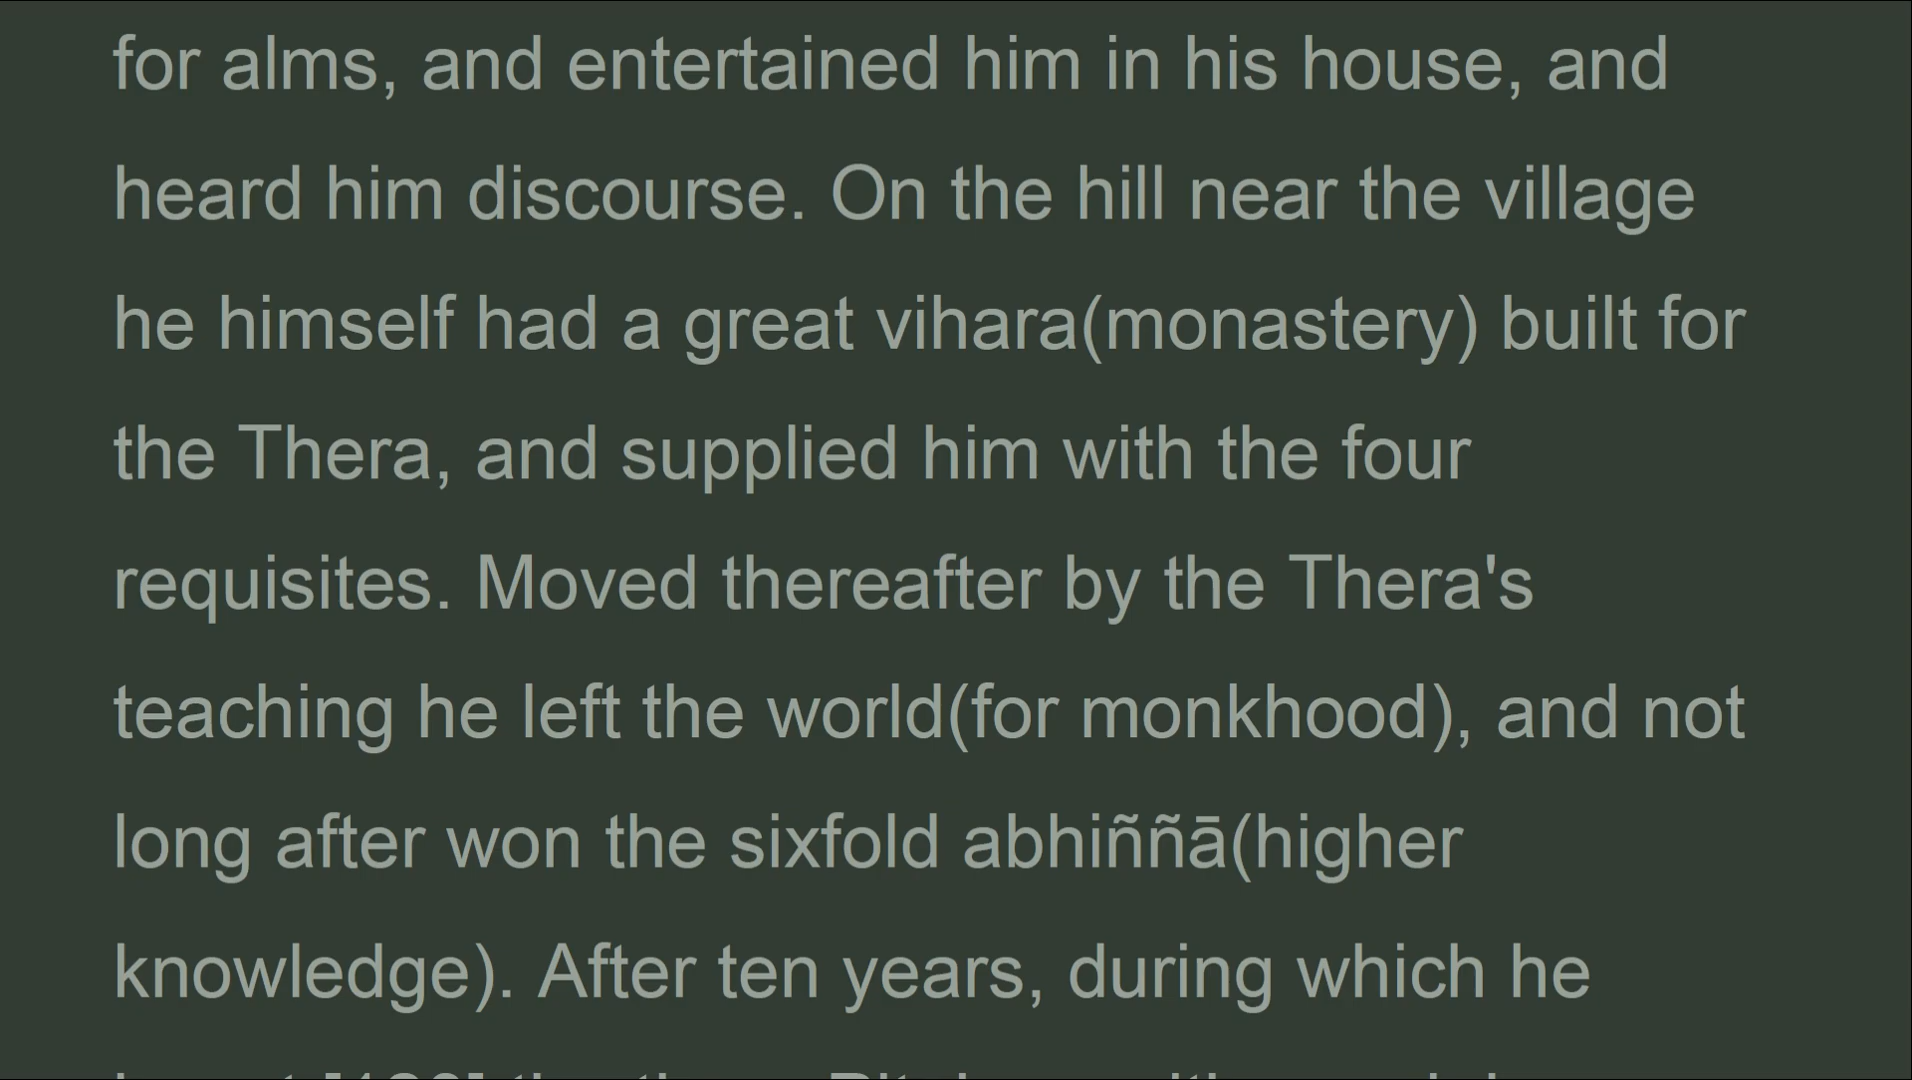 for alms, and entertained him in his house, and
heard him discourse. On the hill near the village
he himself had a great vihara(monastery) built for
the Thera, and supplied him with the four
requisites. Moved thereafter by the Thera's
teaching he left the world(for monkhood), and not
long after won the sixfold abhiññā(higher
knowledge). After ten years, during which he